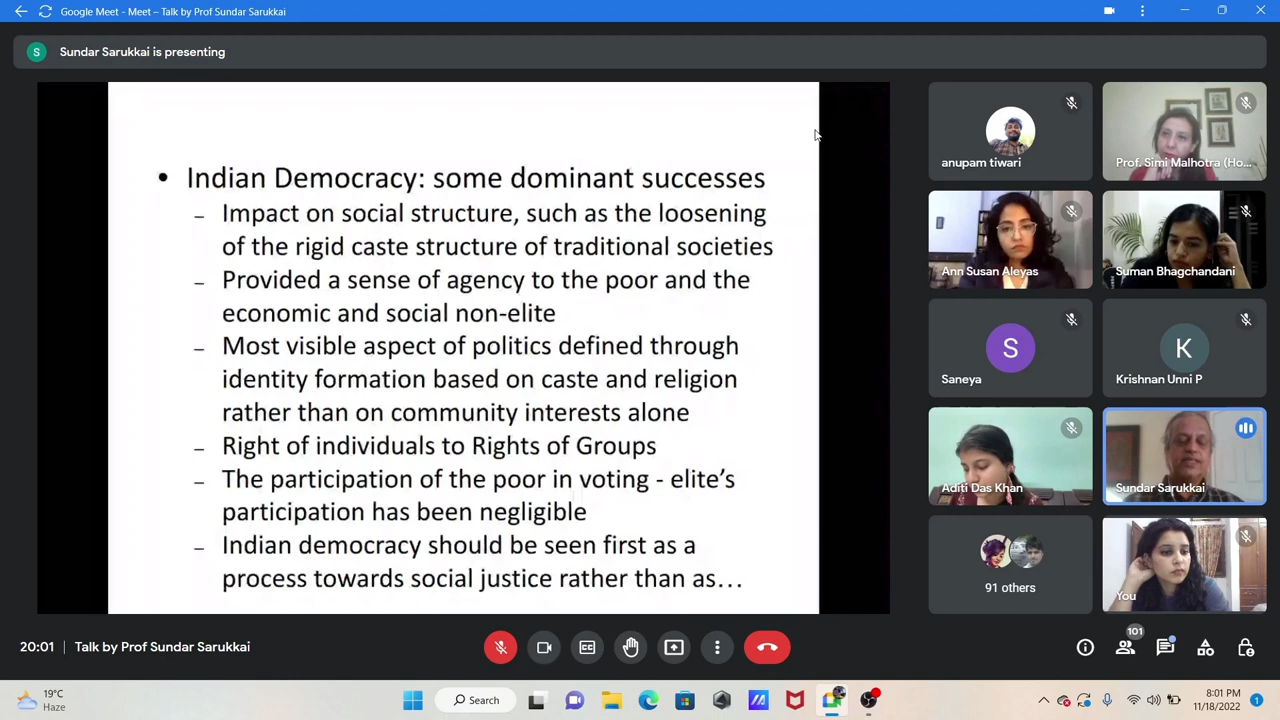 Google Meet - Meet – Talk by Prof Sundar Sarukkai
S
Sundar Sarukkai is presenting
• Indian Democracy: some dominant successes
– Impact on social structure, such as the loosening
of the rigid caste structure of traditional societies
– Provided a sense of agency to the poor and the
economic and social non-elite
– Most visible aspect of politics defined through
identity formation based on caste and religion
rather than on community interests alone
– Right of individuals to Rights of Groups
– The participation of the poor in voting - elite’s
participation has been negligible
– Indian democracy should be seen first as a
process towards social justice rather than as…
anupam tiwari
Prof. Simi Malhotra (Ho...
Ann Susan Aleyas
Suman Bhagchandani
S
Saneya
K
Krishnan Unni P
Aditi Das Khan
Sundar Sarukkai
91 others
You
20:01 | Talk by Prof Sundar Sarukkai
CC
101
19°C
Haze
Search
8:01 PM
11/18/2022
1